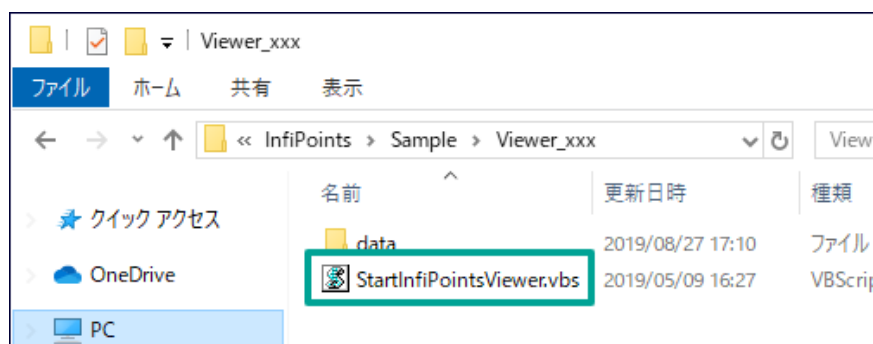 Viewer_xxx
ファイル ホーム 共有 表示
« InfiPoints > Sample > Viewer_xxx View
名前 更新日時 種類
クイック アクセス
data 2019/08/27 17:10 ファイル
OneDrive StartInfiPointsViewer.vbs 2019/05/09 16:27 VBScrip
PC